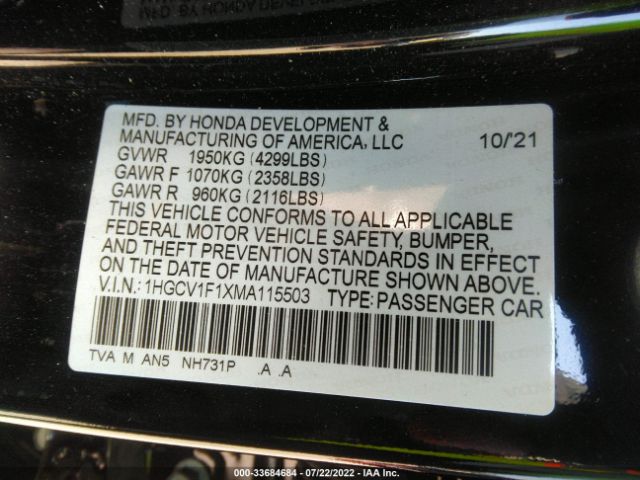 MFD. BY HONDA DEVELOPMENT &
MANUFACTURING OF AMERICA, LLC 10/'21
GVWR 1950KG (4299LBS)
GAWR F 1070KG (2358LBS)
GAWR R 960KG (2116LBS)
THIS VEHICLE CONFORMS TO ALL APPLICABLE
FEDERAL MOTOR VEHICLE SAFETY, BUMPER,
AND THEFT PREVENTION STANDARDS IN EFFECT
ON THE DATE OF MANUFACTURE SHOWN ABOVE.
V.I.N.: 1HGCV1F1XMA115503 TYPE: PASSENGER CAR
TVA M AN5 NH731P .A .A
000-33684684 / 07/22/2022 - IAA Inc.